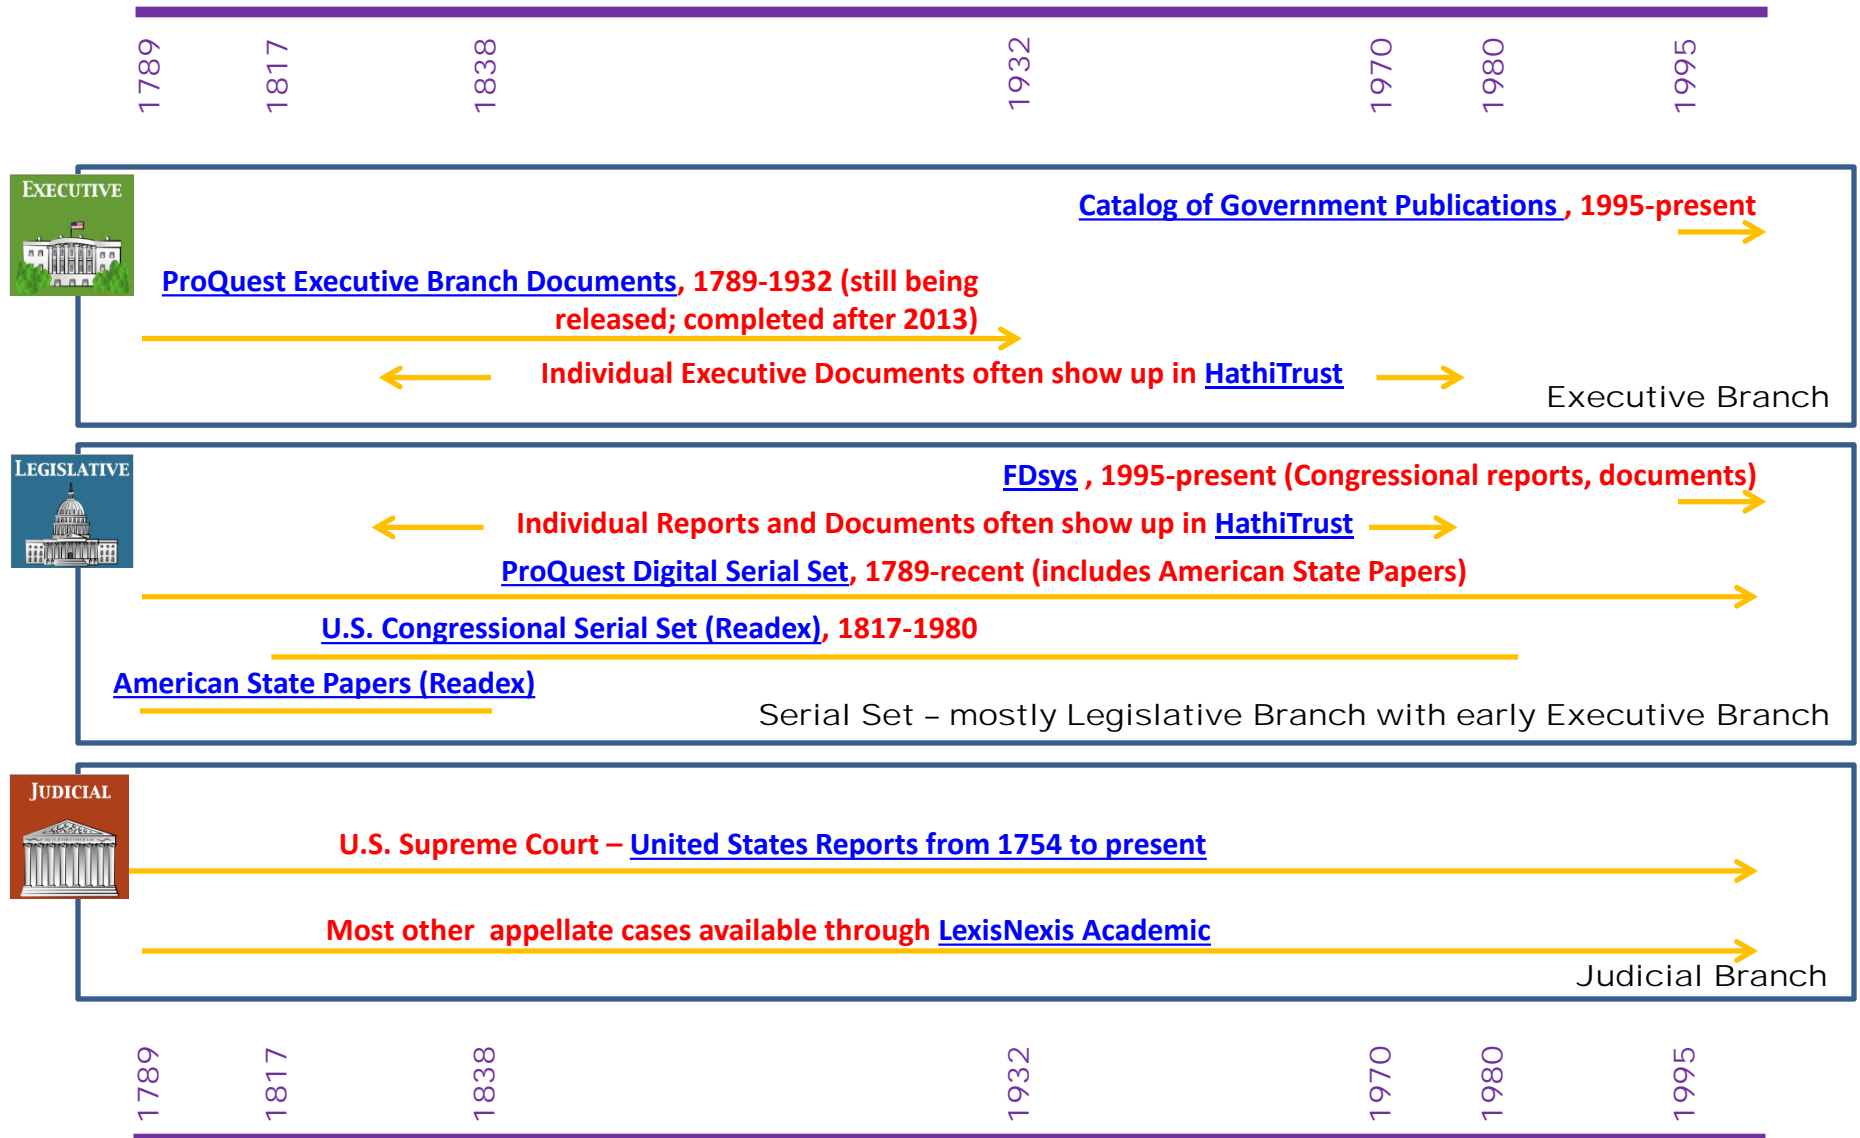 1789 1817 1838 1932 1970 1980 1995
EXECUTIVE
Catalog of Government Publications , 1995-present
ProQuest Executive Branch Documents, 1789-1932 (still being
released; completed after 2013)
Individual Executive Documents often show up in HathiTrust
Executive Branch
LEGISLATIVE
FDsys , 1995-present (Congressional reports, documents)
Individual Reports and Documents often show up in HathiTrust
ProQuest Digital Serial Set, 1789-recent (includes American State Papers)
U.S. Congressional Serial Set (Readex), 1817-1980
American State Papers (Readex)
Serial Set – mostly Legislative Branch with early Executive Branch
JUDICIAL
U.S. Supreme Court – United States Reports from 1754 to present
Most other appellate cases available through LexisNexis Academic
Judicial Branch
1789 1817 1838 1932 1970 1980 1995